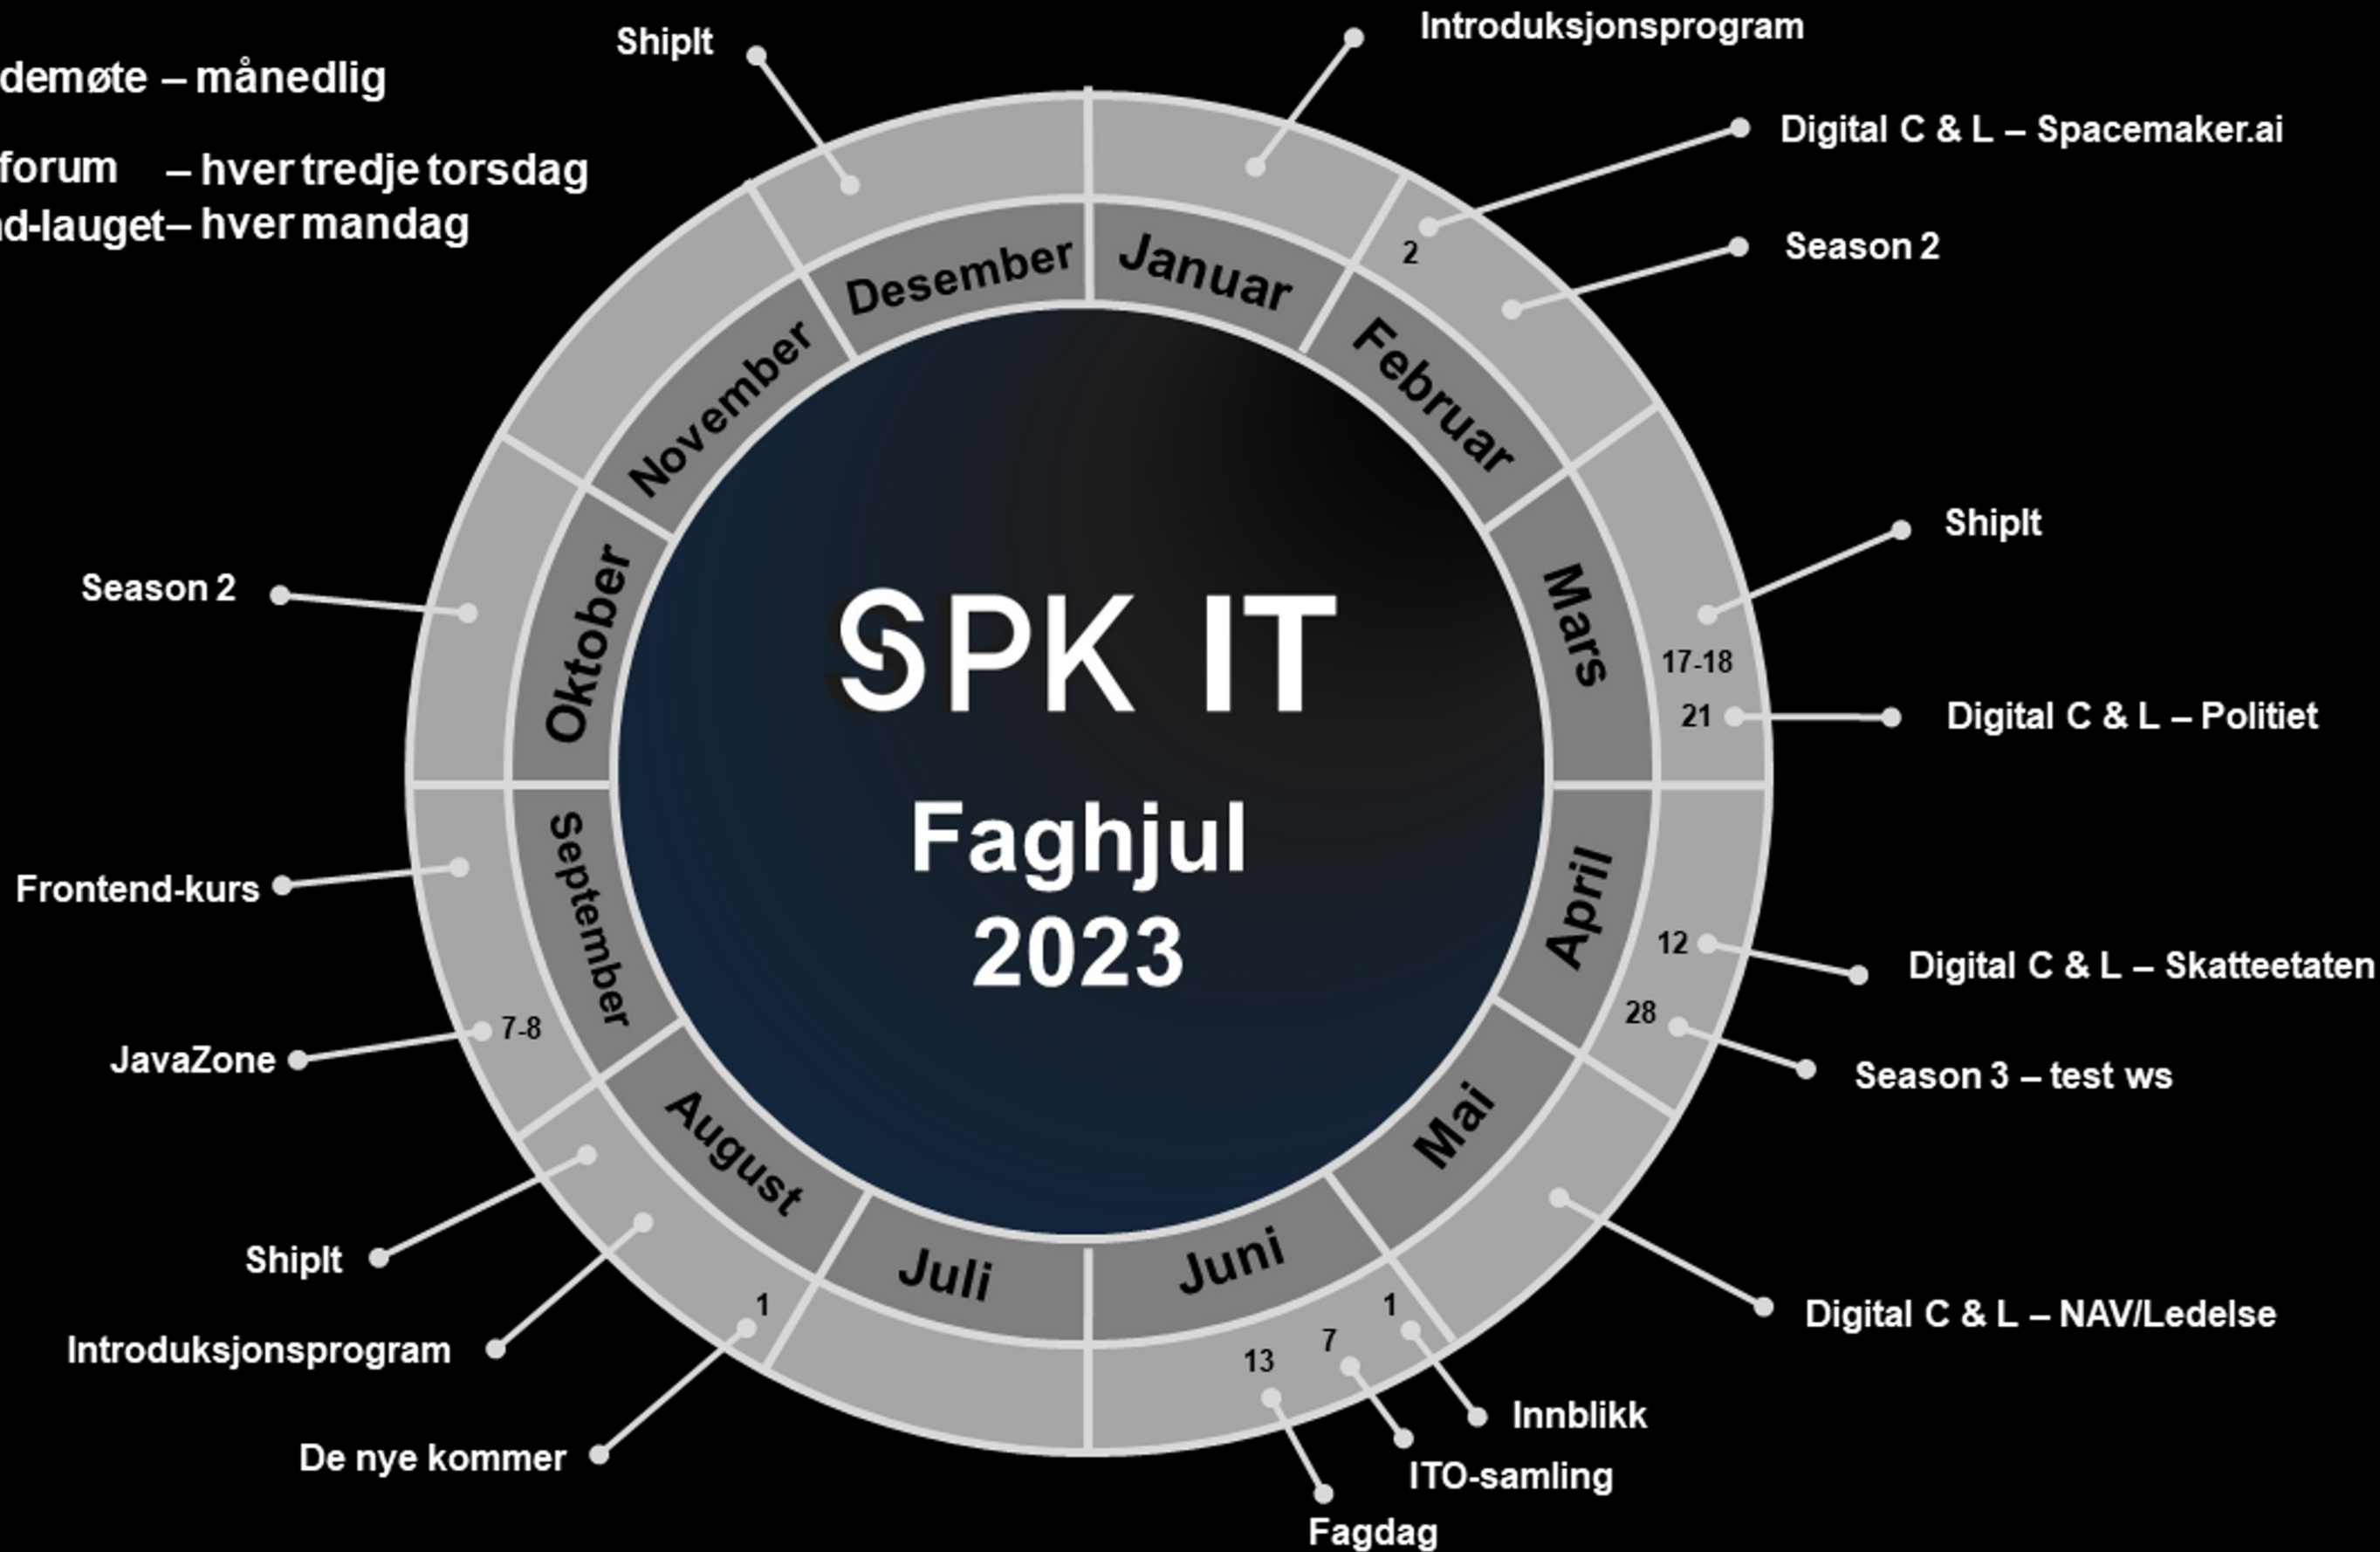 demøte – månedlig
forum – hver tredje torsdag
d-lauget– hver mandag
ShipIt
Introduksjonsprogram
Digital C & L – Spacemaker.ai
2
Season 2
ShipIt
17-18
21
Digital C & L – Politiet
12
Digital C & L – Skatteetaten
28
Season 3 – test ws
Digital C & L – NAV/Ledelse
1
Innblikk
7
ITO-samling
13
Fagdag
1
De nye kommer
Introduksjonsprogram
ShipIt
7-8
JavaZone
Frontend-kurs
Season 2
Januar
Februar
Mars
April
Mai
Juni
Juli
August
September
Oktober
November
Desember
SPK IT
Faghjul
2023